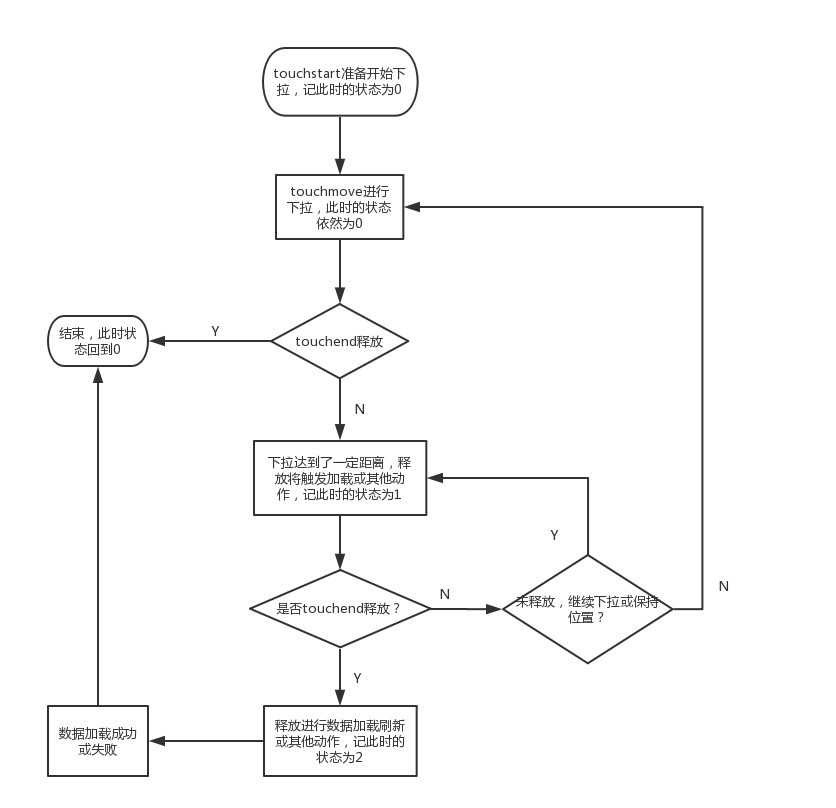 touchstart准备开始下
拉，记此时的状态为0
touchmove进行
下拉，此时的状态
依然为0
结束，此时状
态回到0
Y
touchend释放
N
下拉达到了一定距离，释
放将触发加载或其他动
作，记此时的状态为1
Y
是否touchend释放？
N
未释放，继续下拉或保持
位置？
N
Y
数据加载成功
或失败
释放进行数据加载刷新
或其他动作，记此时的
状态为2